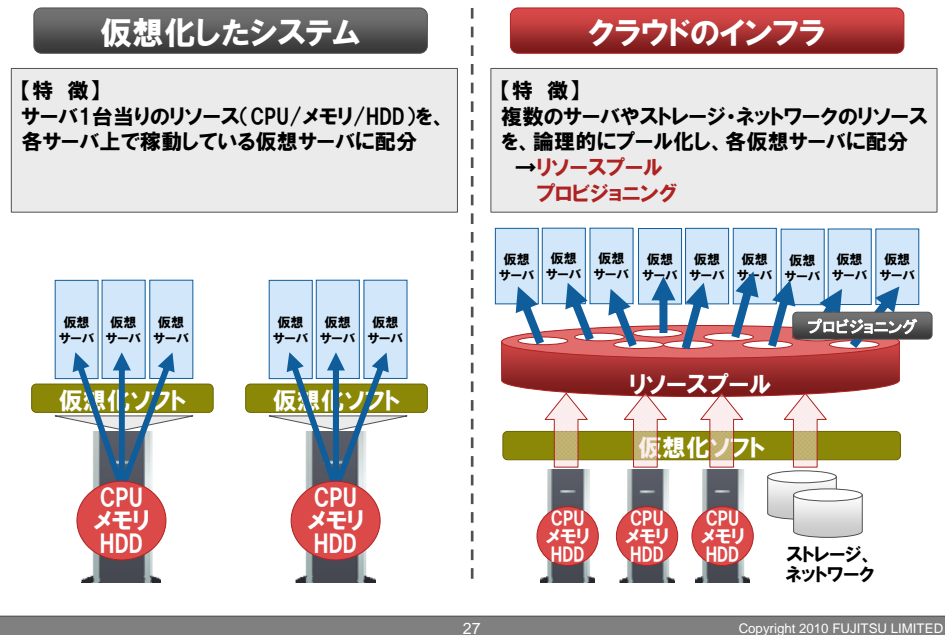 仮想化したシステム
【特 徴】
サーバ1台当りのリソース(CPU/メモリ/HDD)を、
各サーバ上で稼動している仮想サーバに配分
仮想
サーバ
仮想
サーバ
仮想
サーバ
仮想化ソフト
CPU
メモリ
HDD
仮想
サーバ
仮想
サーバ
仮想
サーバ
仮想化ソフト
CPU
メモリ
HDD
クラウドのインフラ
【特 徴】
複数のサーバやストレージ・ネットワークのリソース
を、論理的にプール化し、各仮想サーバに配分
→リソースプール
プロビジョニング
仮想
サーバ
仮想
サーバ
仮想
サーバ
仮想
サーバ
仮想
サーバ
仮想
サーバ
仮想
サーバ
仮想
サーバ
仮想
サーバ
プロビジョニング
リソースプール
仮想化ソフト
CPU
メモリ
HDD
CPU
メモリ
HDD
CPU
メモリ
HDD
ストレージ、
ネットワーク
27
Copyright 2010 FUJITSU LIMITED